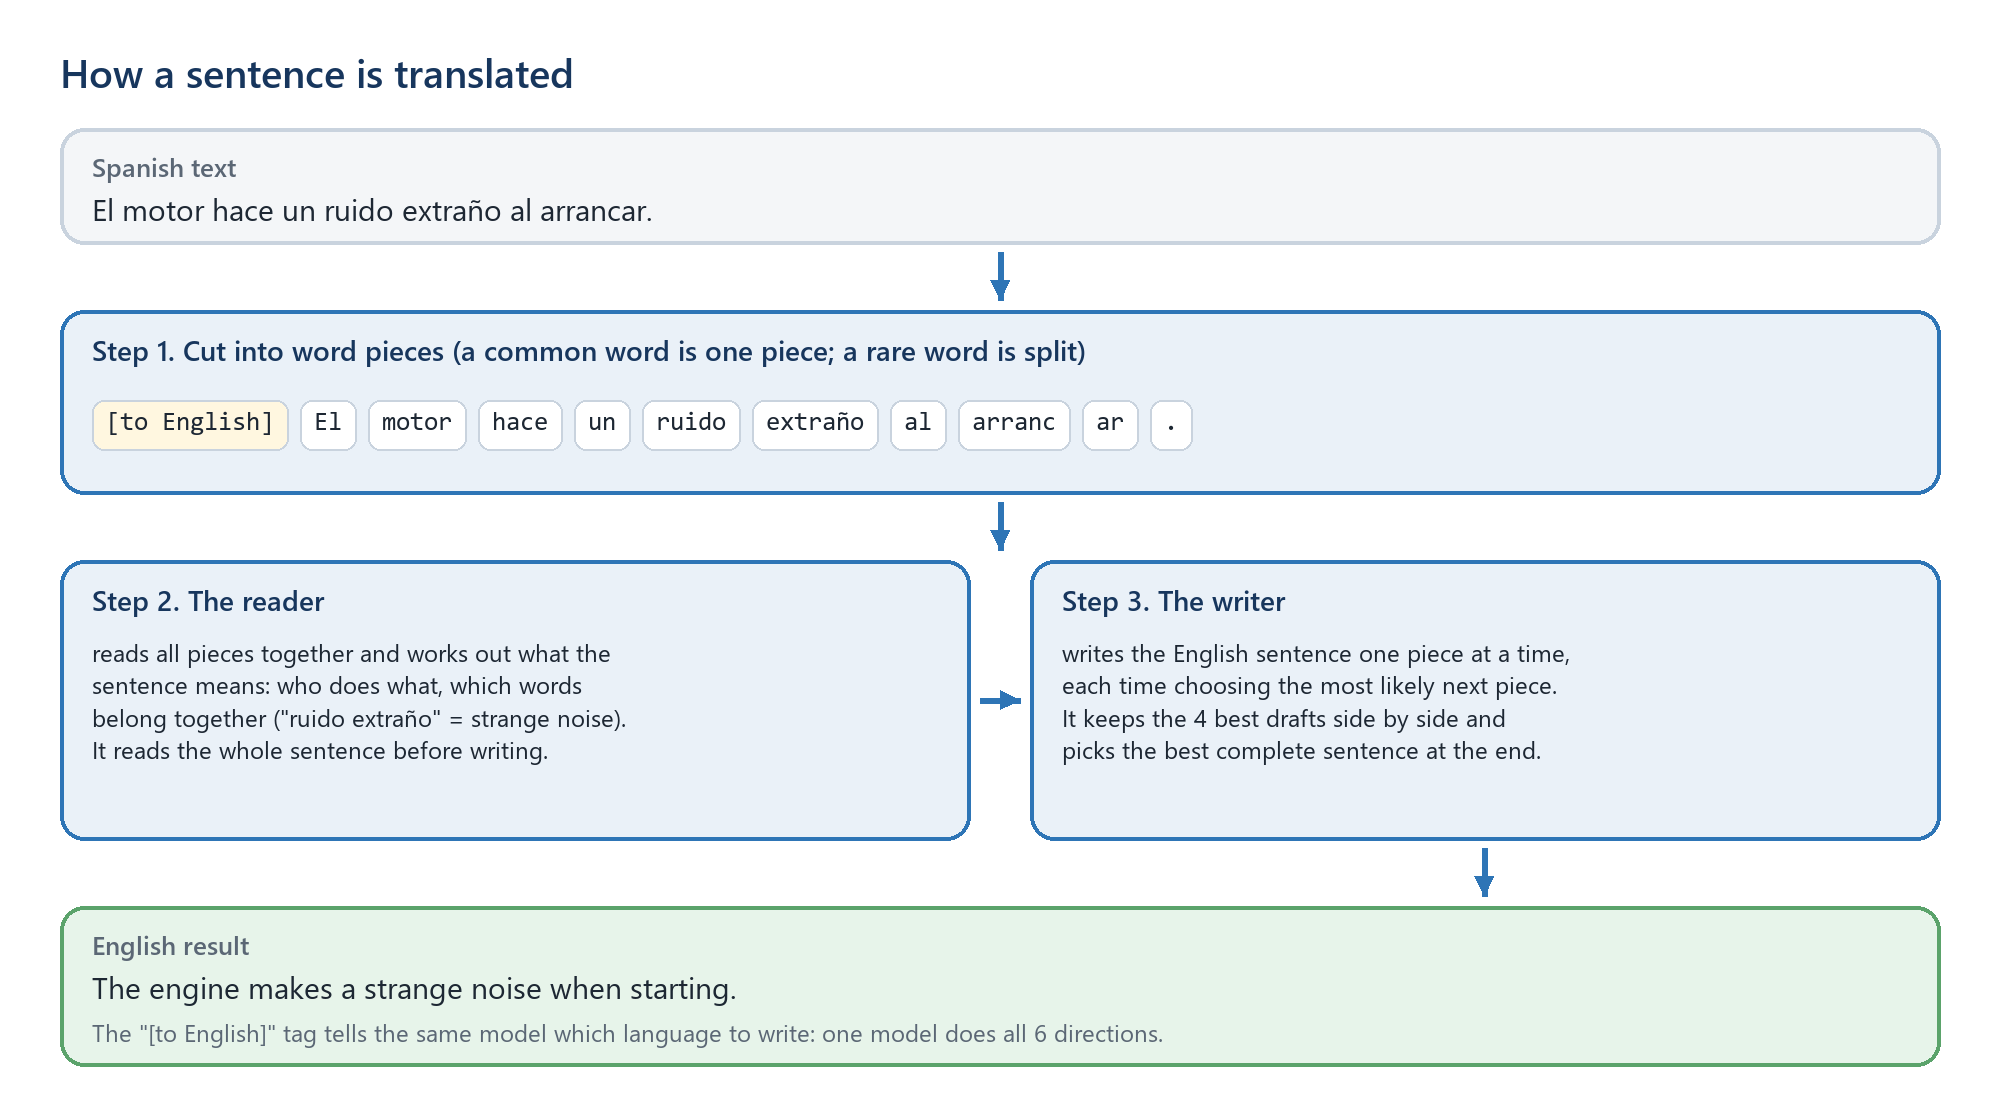 How a sentence is translated
Spanish text
El motor hace un ruido extraño al arrancar.
Step 1. Cut into word pieces (a common word is one piece; a rare word is split)
[to English] El motor hace un ruido extraño al arranc ar .
Step 2. The reader
reads all pieces together and works out what the
sentence means: who does what, which words
belong together ("ruido extraño" = strange noise).
It reads the whole sentence before writing.
Step 3. The writer
writes the English sentence one piece at a time,
each time choosing the most likely next piece.
It keeps the 4 best drafts side by side and
picks the best complete sentence at the end.
English result
The engine makes a strange noise when starting.
The "[to English]" tag tells the same model which language to write: one model does all 6 directions.